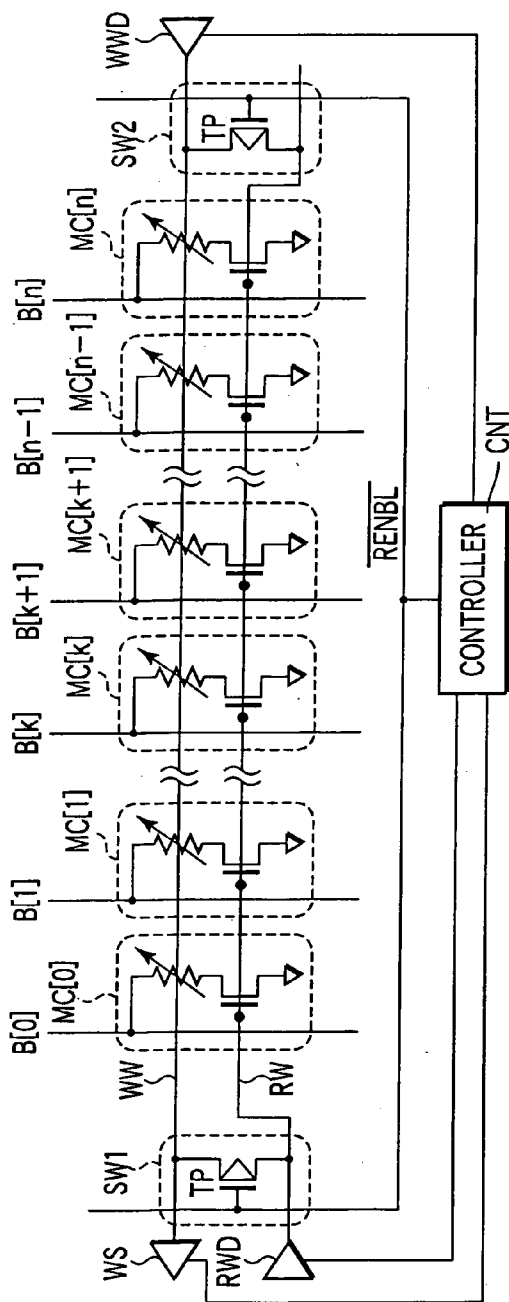 B[0]
B[1]
B[k]
B[k+1]
B[n-1]
B[n]
MC[0]
MC[1]
MC[k]
MC[k+1]
MC[n-1]
MC[n]
SW1
SW2
WS
TP
WW
TP
WWD
RWD
RW
RENBL
CONTROLLER
CNT